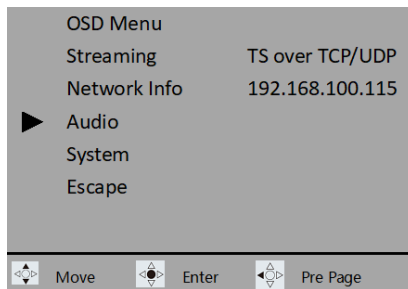 OSD Menu
Streaming TS over TCP/UDP
Network Info 192.168.100.115
Audio
System
Escape
Move Enter Pre Page